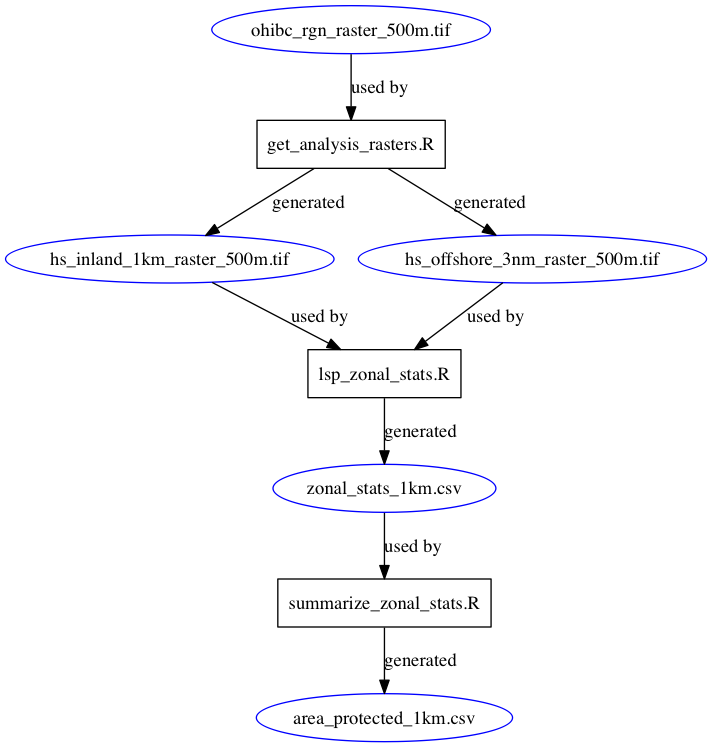 ohibc_rgn_raster_500m.tif
used by
get_analysis_rasters.R
generated
generated
hs_inland_1km_raster_500m.tif
hs_offshore_3nm_raster_500m.tif
used by
used by
lsp_zonal_stats.R
generated
zonal_stats_1km.csv
used by
summarize_zonal_stats.R
generated
area_protected_1km.csv